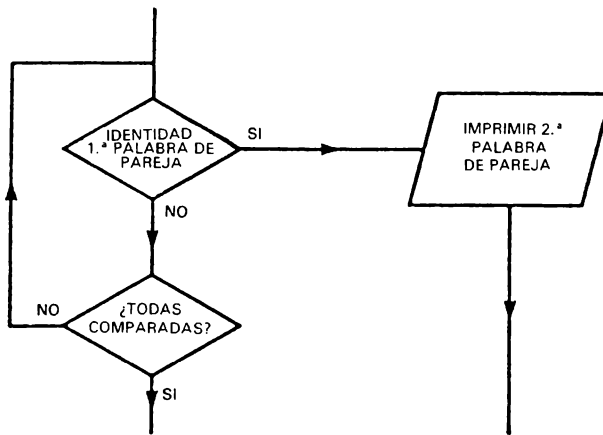 IDENTIDAD
1.ª PALABRA DE
PAREJA
SI
IMPRIMIR 2.ª
PALABRA
DE PAREJA
NO
NO
¿TODAS
COMPARADAS?
SI